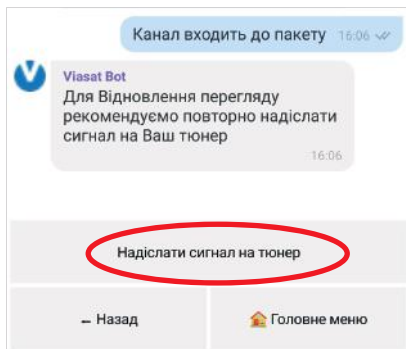 Канал входить до пакету 16:06
Viasat Bot
Для Відновлення перегляду
рекомендуємо повторно надіслати
сигнал на Ваш тюнер
16:06
Надіслати сигнал на тюнер
← Назад
🏠 Головне меню